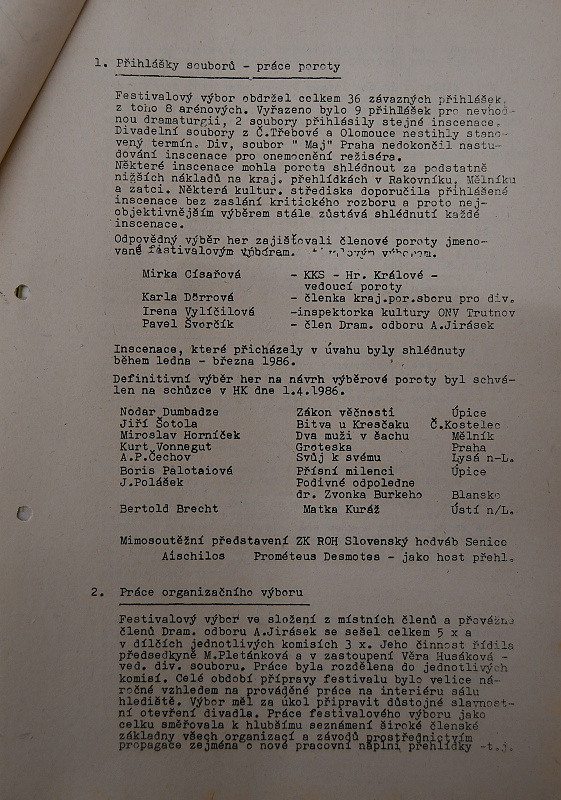 1. Přihlášky souborů - práce poroty
Festivalový výbor obdržel celkem 36 závazných přihlášek,
z toho 8 arénových. Vyřazeno bylo 9 přihlášek pro nevhod-
nou dramaturgii, 2 soubory přihlásily stejné inscenace.
Divadelní soubory z Č.Třebové a Olomouce nestihly stano-
vený termín. Div, soubor " Maj" Praha nedokončil nastu-
dování inscenace pro onemocnění režiséra.
Některé inscenace mohla porota shlédnout za podstatně
nižších nákladů na kraj. přehlídkách v Rakovníku, Mělníku
a zatci. Některá kultur. střediska doporučila přihlášené
inscenace bez zaslání kritického rozboru a proto nej-
objektivnějším výběrem stále zůstává shlédnutí každé
inscenace.
Odpovědný výběr her zajišťovali členové poroty jmeno-
vané fastivalovým výbdrem.
Mirka Císařová - KKS - Hr. Králové -
vedoucí poroty
Karla Dörrová - členka kraj.por.sboru pro div.
Irena Vylíčilová -inspektorka kultury ONV Trutnov
Pavel Švorčík - člen Dram. odboru A.Jirásek
Inscenace, které přicházely v úvahu byly shlédnuty
během ledna - března 1986.
Definitivní výběr her na návrh výběrové poroty byl schvá-
len na schůzce v HK dne 1.4.1986.
Nodar Dumbadze Zákon věčnosti Úpice
Jiří Šotola Bitva u Kresčaku Č.Kostelec
Miroslav Horníček Dva muži v šachu Mělník
Kurt Vonnegut Groteska Praha
A.P.Čechov Svůj k svému Lysá n-L.
Boris Palotaiová Přísní milenci Úpice
J.Polášek Podivné odpoledne
dr. Zvonka Burkeho Blansko
Bertold Brecht Matka Kuráž Ústí n/L.
Mimosoutěžní představení ZK ROH Slovenský hodváb Senice
Aischilos Prométeus Desmotes - jako host přehl.
2. Práce organizačního výboru
Festivalový výbor ve složení z místních členů a převážně
členů Dram. odboru A.Jirásek se sešel celkem 5 x a
v dílčích jednotlivých komisích 3 x. Jeho činnost řídila
předsedkyně M.Pletánková a v zastoupení Věra Husáková -
ved. div. souboru. Práce byla rozdělena do jednotlivých
komisí. Celé období přípravy festivalu bylo velice ná-
ročné vzhledem na prováděné práce na interiéru sálu
hlediště. Výbor měl za úkol připravit důstojné slavnost-
ní otevření divadla. Práce festivalového výboru jako
celku směřovala k hlubšímu seznámení široké členské
základny všech organizací a závodů prostřednictvím
propagace zejména o nové pracovní náplni přehlídky -t.j.